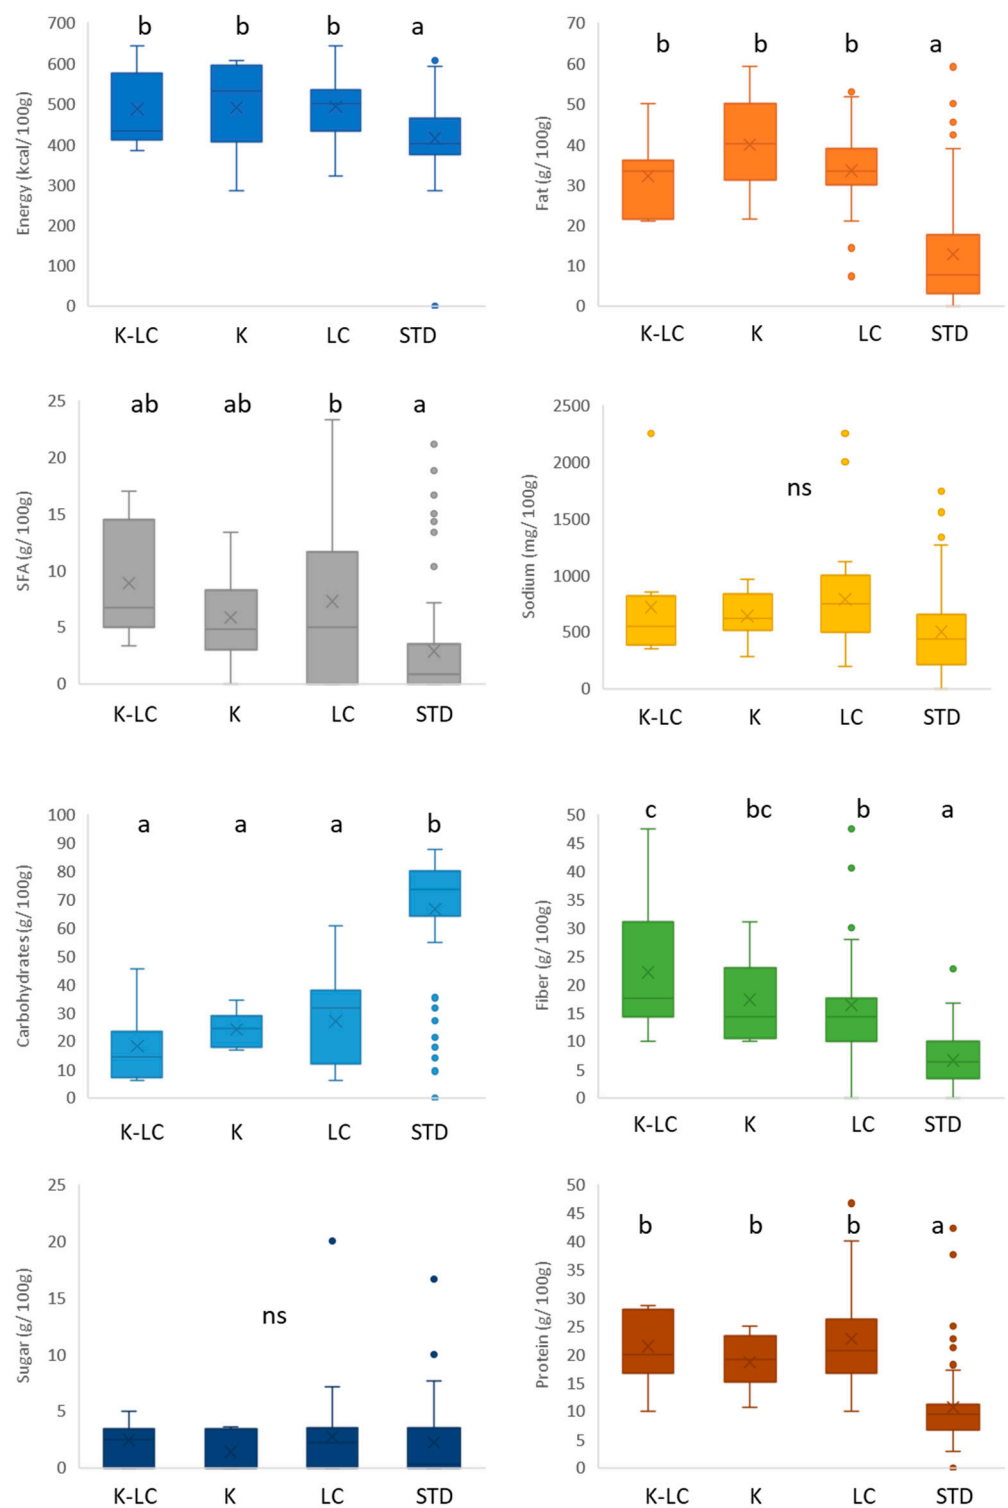 Energy (kcal/100g)
700
600
500
400
300
200
100
0
b b b a
K-LC K LC STD
Fat (g/100g)
70
60
50
40
30
20
10
0
b b b a
K-LC K LC STD
SFA (g/100g)
25
20
15
10
5
0
ab ab b a
K-LC K LC STD
Sodium (mg/100g)
2500
2000
1500
1000
500
0
ns
K-LC K LC STD
Carbohydrates (g/100g)
100
90
80
70
60
50
40
30
20
10
0
a a a b
K-LC K LC STD
Fiber (g/100g)
50
45
40
35
30
25
20
15
10
5
0
c bc b a
K-LC K LC STD
Sugar (g/100g)
25
20
15
10
5
0
ns
K-LC K LC STD
Protein (g/100g)
50
45
40
35
30
25
20
15
10
5
0
b b b a
K-LC K LC STD